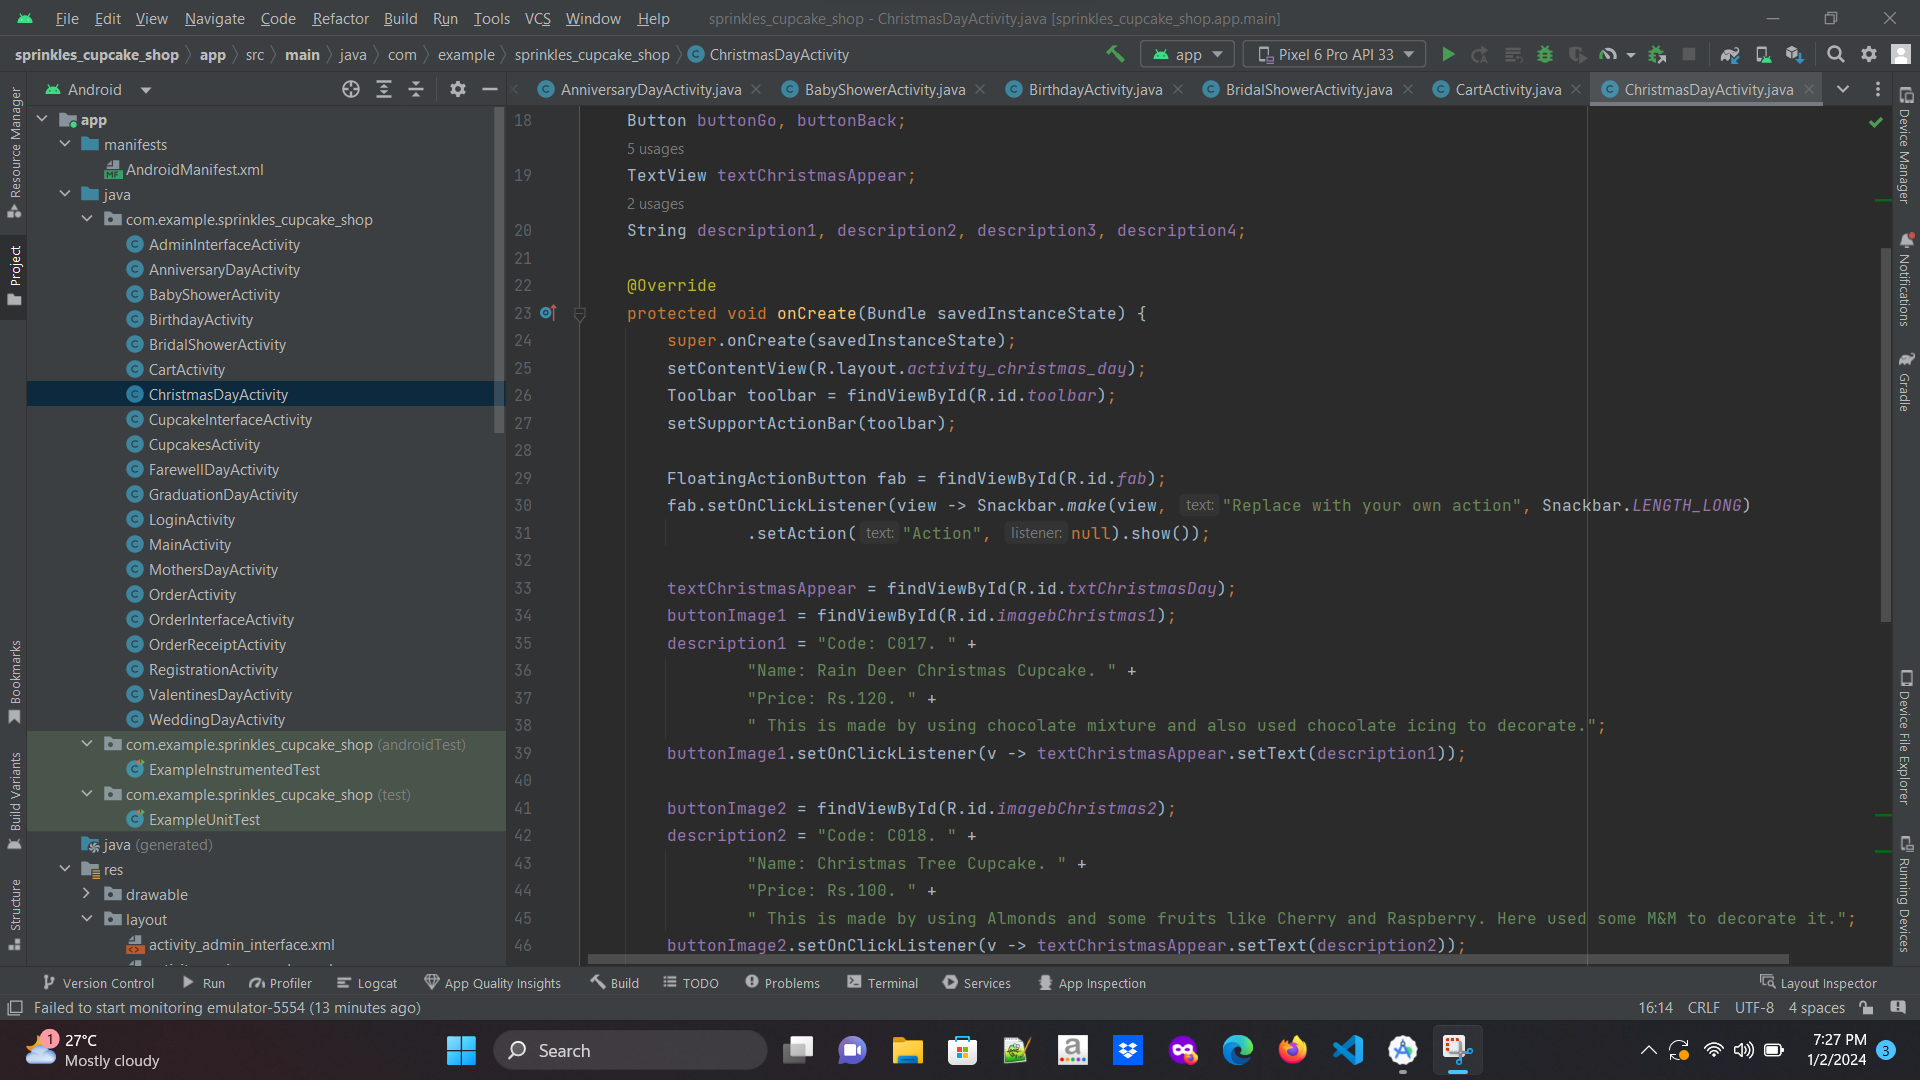 File Edit View Navigate Code Refactor Build Run Tools VCS Window Help sprinkles_cupcake_shop - ChristmasDayActivity.java [sprinkles_cupcake_shop.app.main]
sprinkles_cupcake_shop app src main java com example sprinkles_cupcake_shop ChristmasDayActivity app Pixel 6 Pro API 33
Android
AnniversaryDayActivity.java BabyShowerActivity.java BirthdayActivity.java BridalShowerActivity.java CartActivity.java ChristmasDayActivity.java
Resource Manager
Project
Bookmarks
Build Variants
Structure
app
manifests
AndroidManifest.xml
java
com.example.sprinkles_cupcake_shop
AdminInterfaceActivity
AnniversaryDayActivity
BabyShowerActivity
BirthdayActivity
BridalShowerActivity
CartActivity
ChristmasDayActivity
CupcakeInterfaceActivity
CupcakesActivity
FarewellDayActivity
GraduationDayActivity
LoginActivity
MainActivity
MothersDayActivity
OrderActivity
OrderInterfaceActivity
OrderReceiptActivity
RegistrationActivity
ValentinesDayActivity
WeddingDayActivity
com.example.sprinkles_cupcake_shop (androidTest)
ExampleInstrumentedTest
com.example.sprinkles_cupcake_shop (test)
ExampleUnitTest
java (generated)
res
drawable
layout
activity_admin_interface.xml
18 Button buttonGo, buttonBack;
5 usages
19 TextView textChristmasAppear;
2 usages
20 String description1, description2, description3, description4;
21
22 @Override
23 protected void onCreate(Bundle savedInstanceState) {
24 super.onCreate(savedInstanceState);
25 setContentView(R.layout.activity_christmas_day);
26 Toolbar toolbar = findViewById(R.id.toolbar);
27 setSupportActionBar(toolbar);
28
29 FloatingActionButton fab = findViewById(R.id.fab);
30 fab.setOnClickListener(view -> Snackbar.make(view, text: "Replace with your own action", Snackbar.LENGTH_LONG)
31 .setAction( text: "Action", listener: null).show());
32
33 textChristmasAppear = findViewById(R.id.txtChristmasDay);
34 buttonImage1 = findViewById(R.id.imagebChristmas1);
35 description1 = "Code: C017. " +
36 "Name: Rain Deer Christmas Cupcake. " +
37 "Price: Rs.120. " +
38 " This is made by using chocolate mixture and also used chocolate icing to decorate.";
39 buttonImage1.setOnClickListener(v -> textChristmasAppear.setText(description1));
40
41 buttonImage2 = findViewById(R.id.imagebChristmas2);
42 description2 = "Code: C018. " +
43 "Name: Christmas Tree Cupcake. " +
44 "Price: Rs.100. " +
45 " This is made by using Almonds and some fruits like Cherry and Raspberry. Here used some M&M to decorate it.";
46 buttonImage2.setOnClickListener(v -> textChristmasAppear.setText(description2));
Device Manager
Notifications
Gradle
Device File Explorer
Running Devices
Version Control Run Profiler Logcat App Quality Insights Build TODO Problems Terminal Services App Inspection Layout Inspector
Failed to start monitoring emulator-5554 (13 minutes ago) 16:14 CRLF UTF-8 4 spaces
1 27°C
Mostly cloudy
Search
7:27 PM
1/2/2024
3